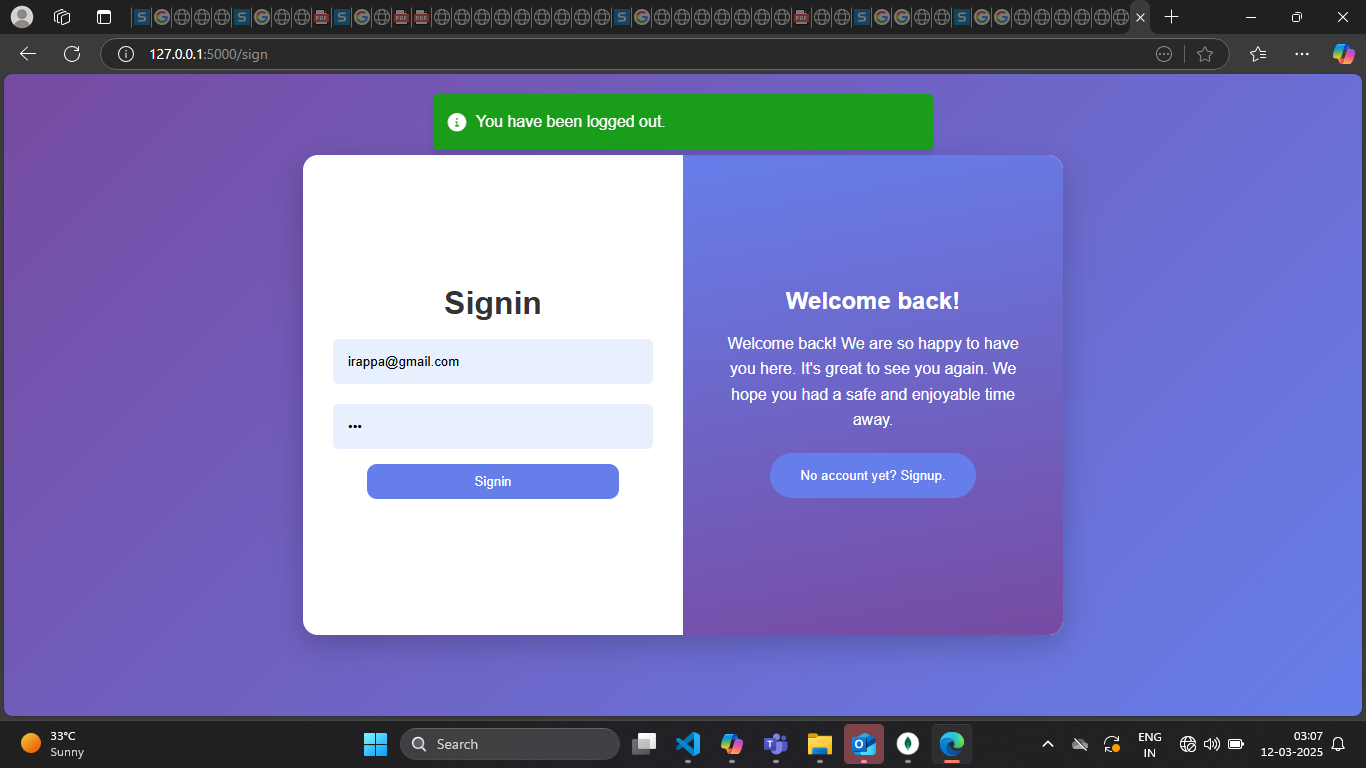 127.0.0.1:5000/sign
You have been logged out.
Signin
irappa@gmail.com
•••
Signin
Welcome back!
Welcome back! We are so happy to have
you here. It's great to see you again. We
hope you had a safe and enjoyable time
away.
No account yet? Signup.
33°C
Sunny
Search
ENG
IN
03:07
12-03-2025